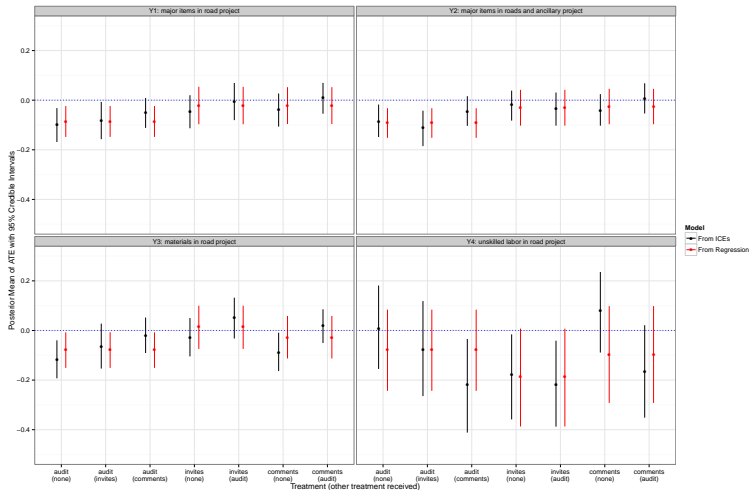 Y1: major items in road project
Y2: major items in roads and ancillary project
0.2
0.0
−0.2
−0.4
Y3: materials in road project
Y4: unskilled labor in road project
0.2
0.0
−0.2
−0.4
Posterior Mean of ATE with 95% Credible Intervals
audit
(none)
audit
(invites)
audit
(comments)
invites
(none)
invites
(audit)
comments
(none)
comments
(audit)
audit
(none)
audit
(invites)
audit
(comments)
invites
(none)
invites
(audit)
comments
(none)
comments
(audit)
Treatment (other treatment received)
Model
From ICEs
From Regression